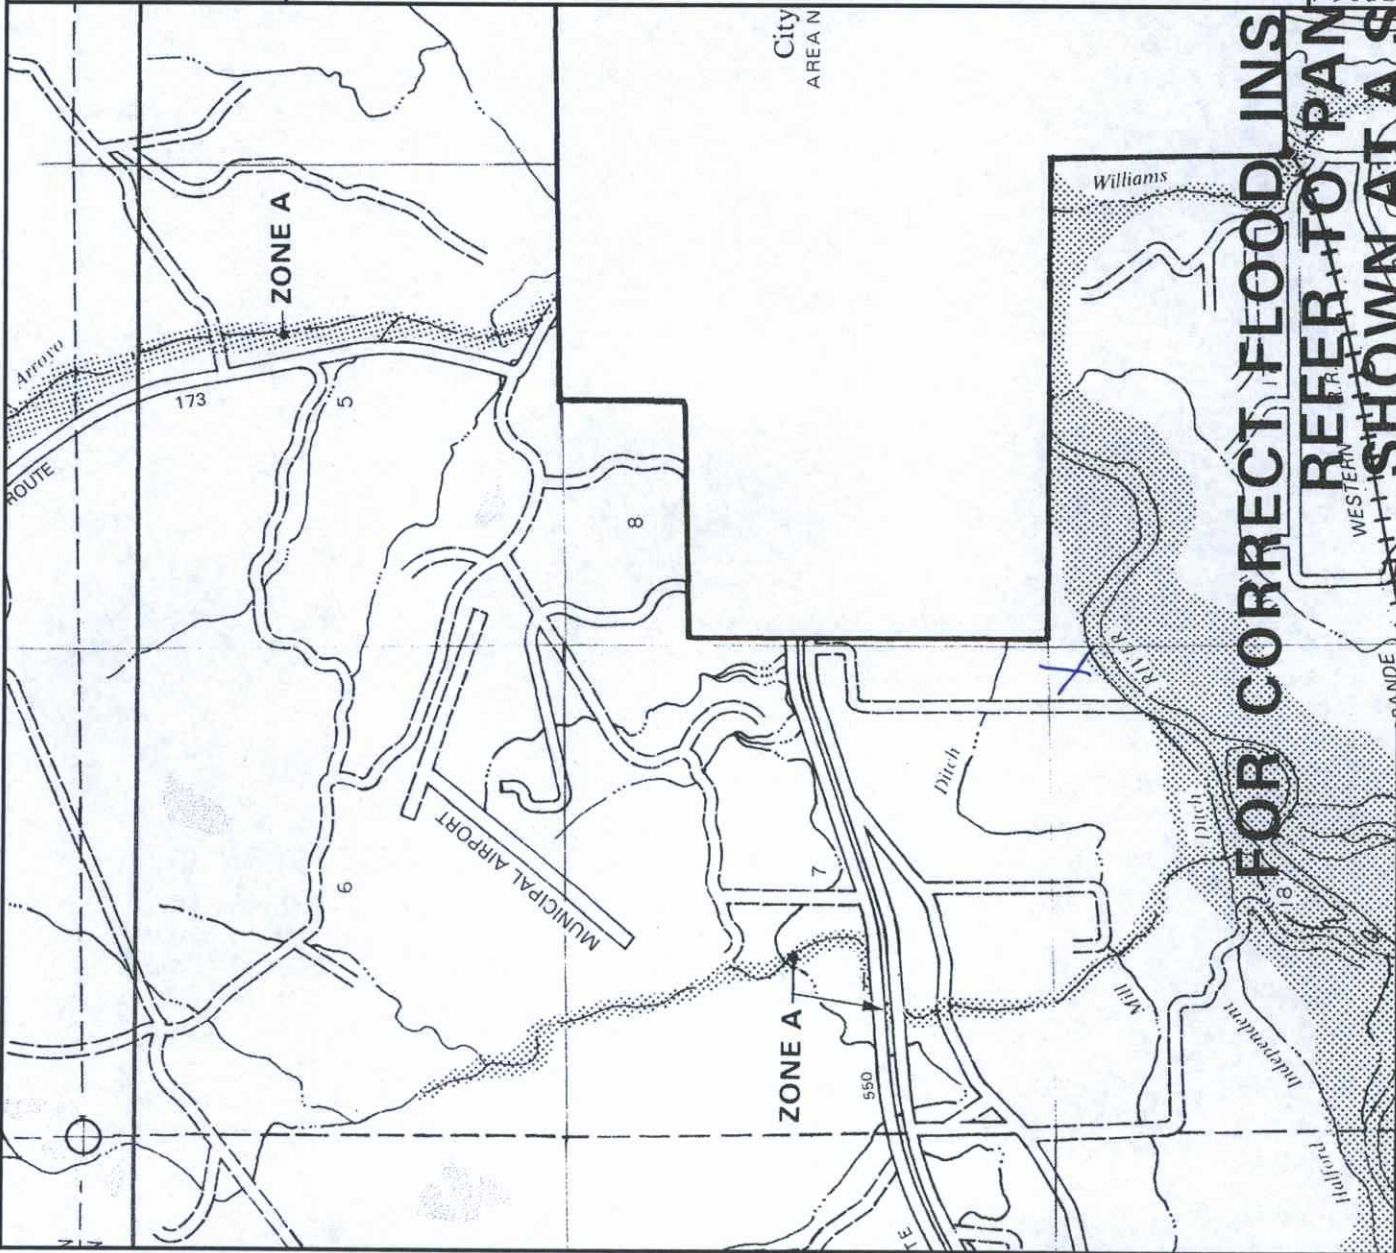 City
AREA N
ZONE A
Arroyo
173
ROUTE
5
8
Williams
FOR CORRECT FLOOD INS
REFER TO PAN
SHOWN AT A S
WESTERN
R.R.
RIVER
Ditch
Ditch
MUNICIPAL AIRPORT
6
7
18
ZONE A
550
Mill
Independent
Halford